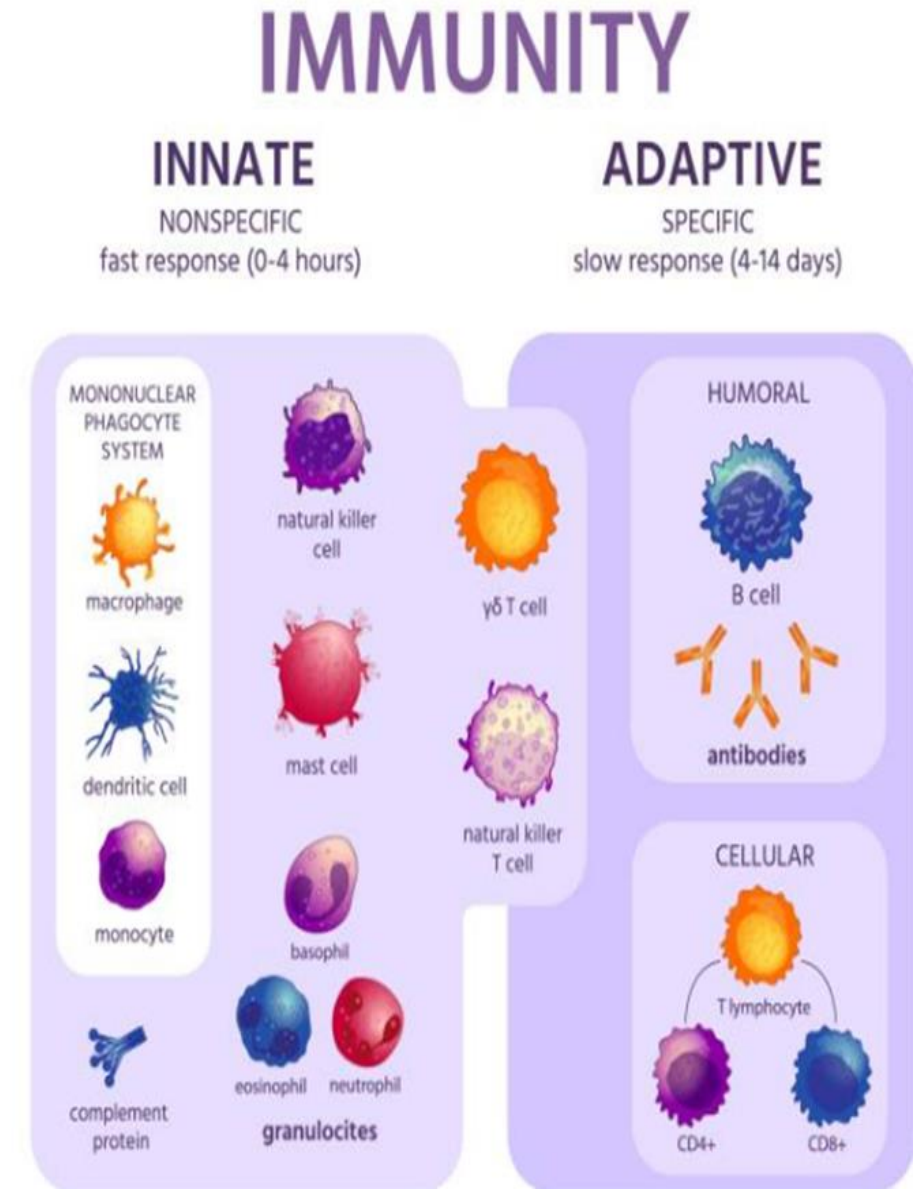 IMMUNITY
INNATE
NONSPECIFIC
fast response (0-4 hours)
ADAPTIVE
SPECIFIC
slow response (4-14 days)
MONONUCLEAR
PHAGOCYTE
SYSTEM
macrophage
dendritic cell
monocyte
complement
protein
natural killer
cell
mast cell
basophil
eosinophil
neutrophil
granulocites
γδ T cell
natural killer
T cell
HUMORAL
B cell
antibodies
CELLULAR
T lymphocyte
CD4+
CD8+